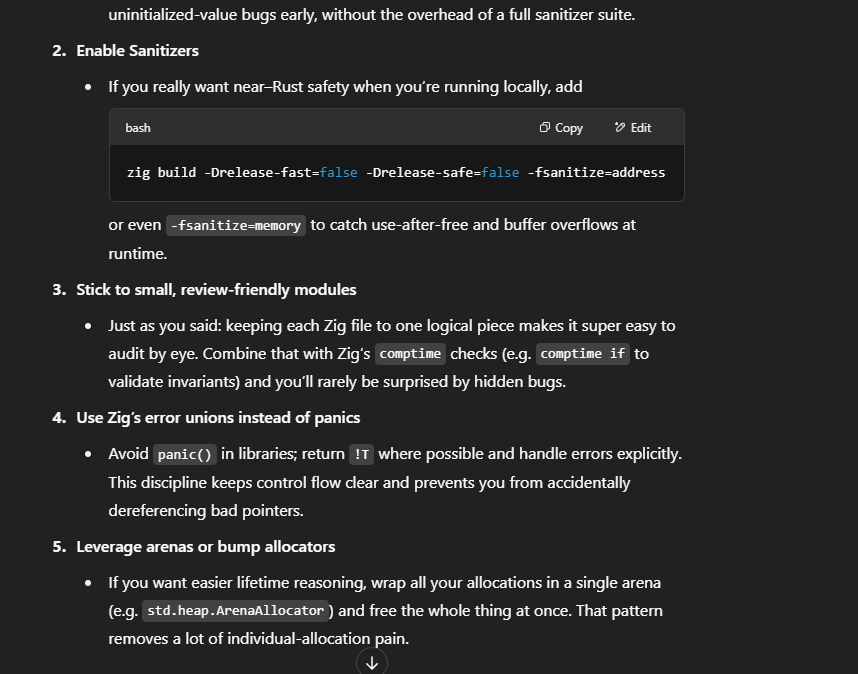 uninitialized-value bugs early, without the overhead of a full sanitizer suite.
2. Enable Sanitizers
• If you really want near–Rust safety when you're running locally, add
bash Copy Edit
zig build -Drelease-fast=false -Drelease-safe=false -fsanitize=address
or even -fsanitize=memory to catch use-after-free and buffer overflows at
runtime.
3. Stick to small, review-friendly modules
• Just as you said: keeping each Zig file to one logical piece makes it super easy to
audit by eye. Combine that with Zig's comptime checks (e.g. comptime if to
validate invariants) and you'll rarely be surprised by hidden bugs.
4. Use Zig's error unions instead of panics
• Avoid panic() in libraries; return !T where possible and handle errors explicitly.
This discipline keeps control flow clear and prevents you from accidentally
dereferencing bad pointers.
5. Leverage arenas or bump allocators
• If you want easier lifetime reasoning, wrap all your allocations in a single arena
(e.g. std.heap.ArenaAllocator) and free the whole thing at once. That pattern
removes a lot of individual-allocation pain.